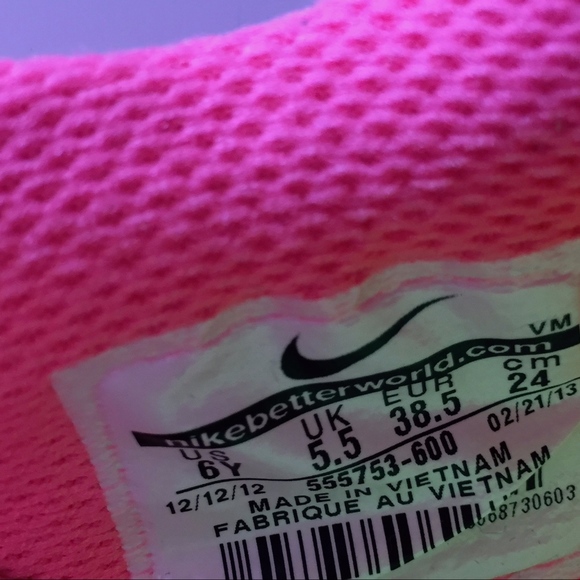 VM
nikebetterworld.com
US UK EUR cm
6Y 5.5 38.5 24
555753-600
12/12/12 02/21/13
MADE IN VIETNAM
FABRIQUE AU VIETNAM